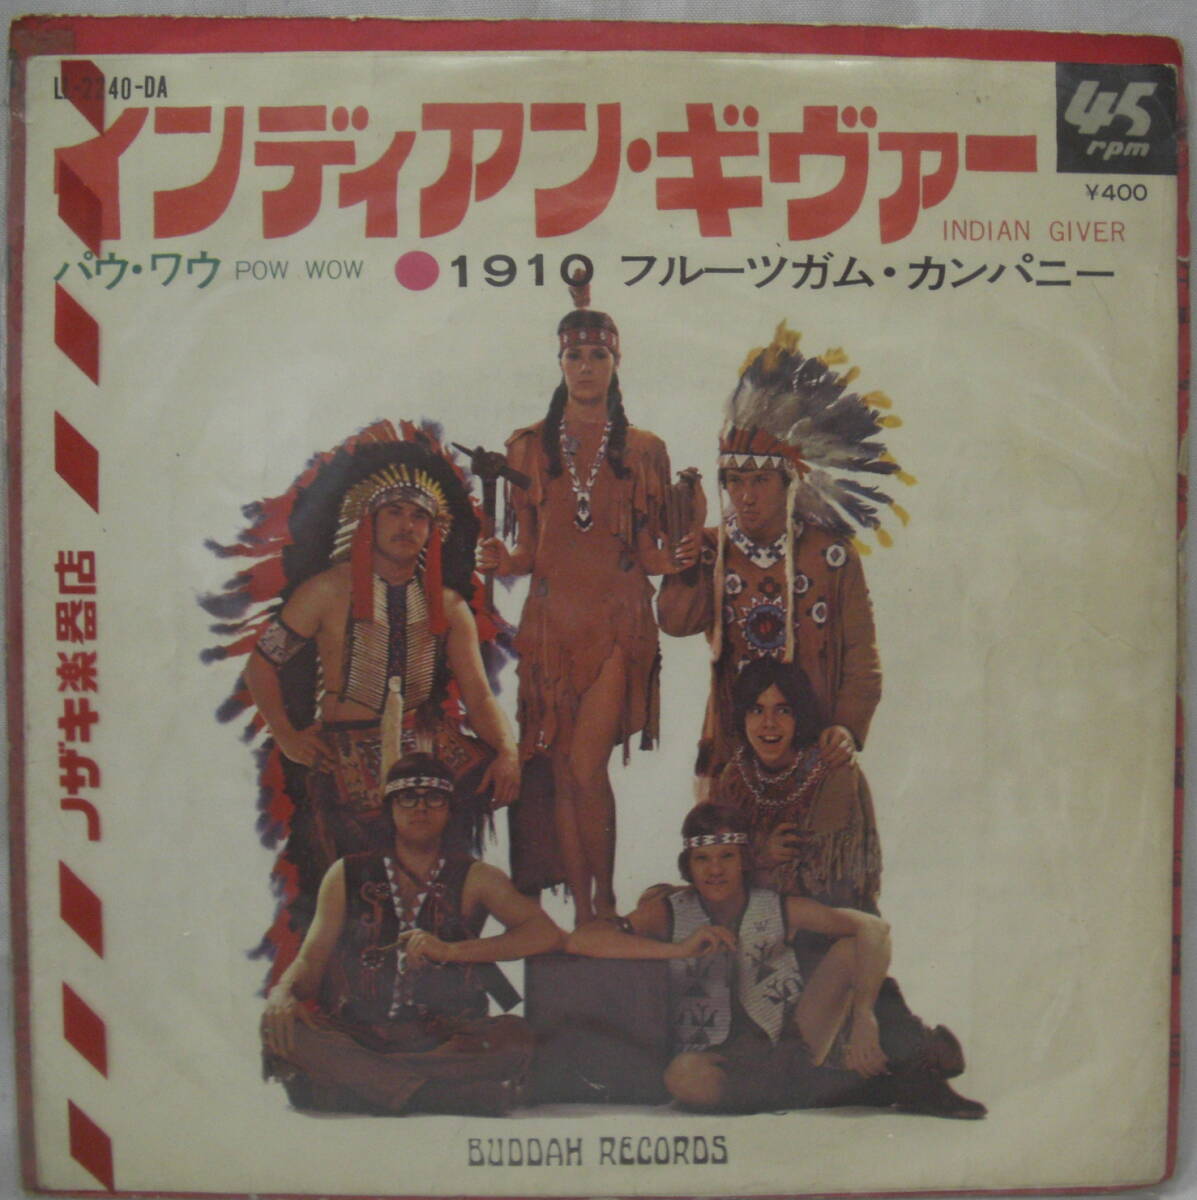 LL-2240-DA
インディアン・ギヴァー
45 rpm
¥400
INDIAN GIVER
パウ・ワウ POW WOW ●1910 フルーツガム・カンパニー
ノザキ楽器店
BUDDAH RECORDS